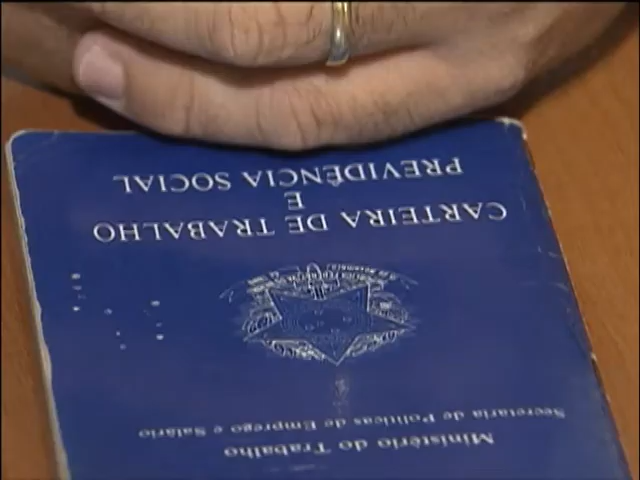 Ministério do Trabalho
Secretaria de Políticas de Emprego e Salário
CARTEIRA DE TRABALHO
E
PREVIDÊNCIA SOCIAL